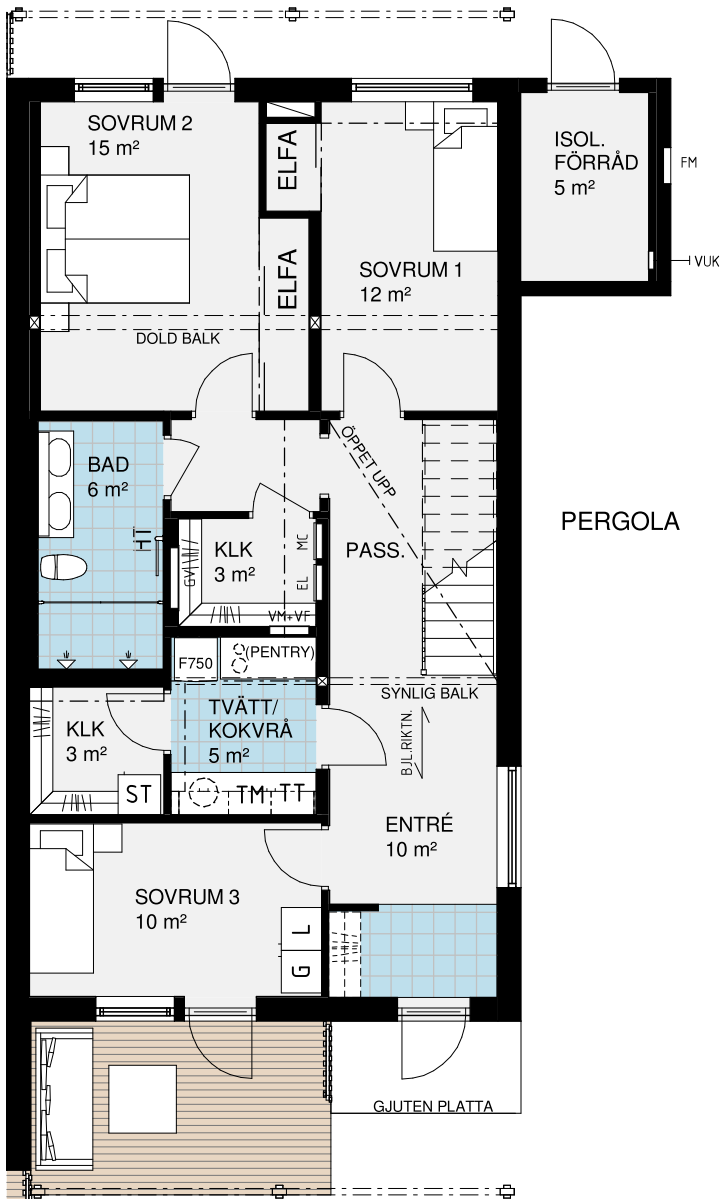 SOVRUM 2
15 m²
ELFA
ISOL.
FÖRRÅD
5 m²
FM
VUK
ELFA
SOVRUM 1
12 m²
DOLD BALK
ÖPPET UPP
BAD
6 m²
HT
PERGOLA
KLK
3 m²
GV
MC
EL
PASS.
VM+VF
F750
(PENTRY)
SYNLIG BALK
TVÄTT/
KOKVRÅ
5 m²
BJL.RIKTN.
KLK
3 m²
ST
TM
TT
ENTRÉ
10 m²
SOVRUM 3
10 m²
L
G
GJUTEN PLATTA